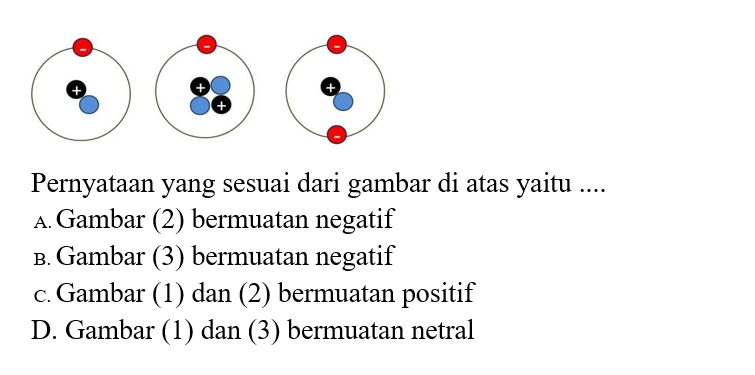 - - -
+ + +
+
-
Pernyataan yang sesuai dari gambar di atas yaitu ....
A. Gambar (2) bermuatan negatif
B. Gambar (3) bermuatan negatif
C. Gambar (1) dan (2) bermuatan positif
D. Gambar (1) dan (3) bermuatan netral